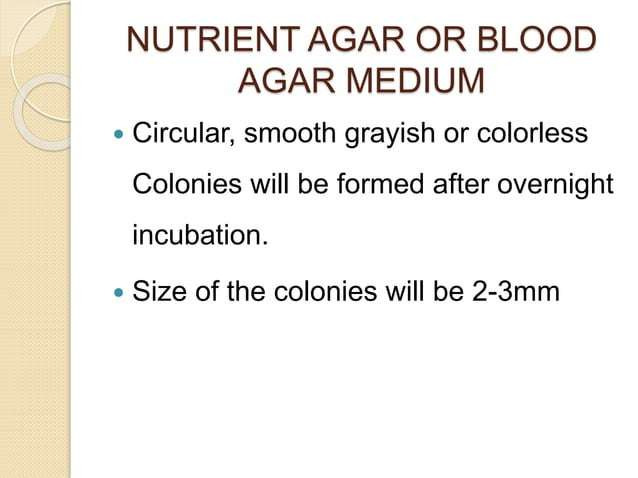 NUTRIENT AGAR OR BLOOD
AGAR MEDIUM
• Circular, smooth grayish or colorless
Colonies will be formed after overnight
incubation.
• Size of the colonies will be 2-3mm